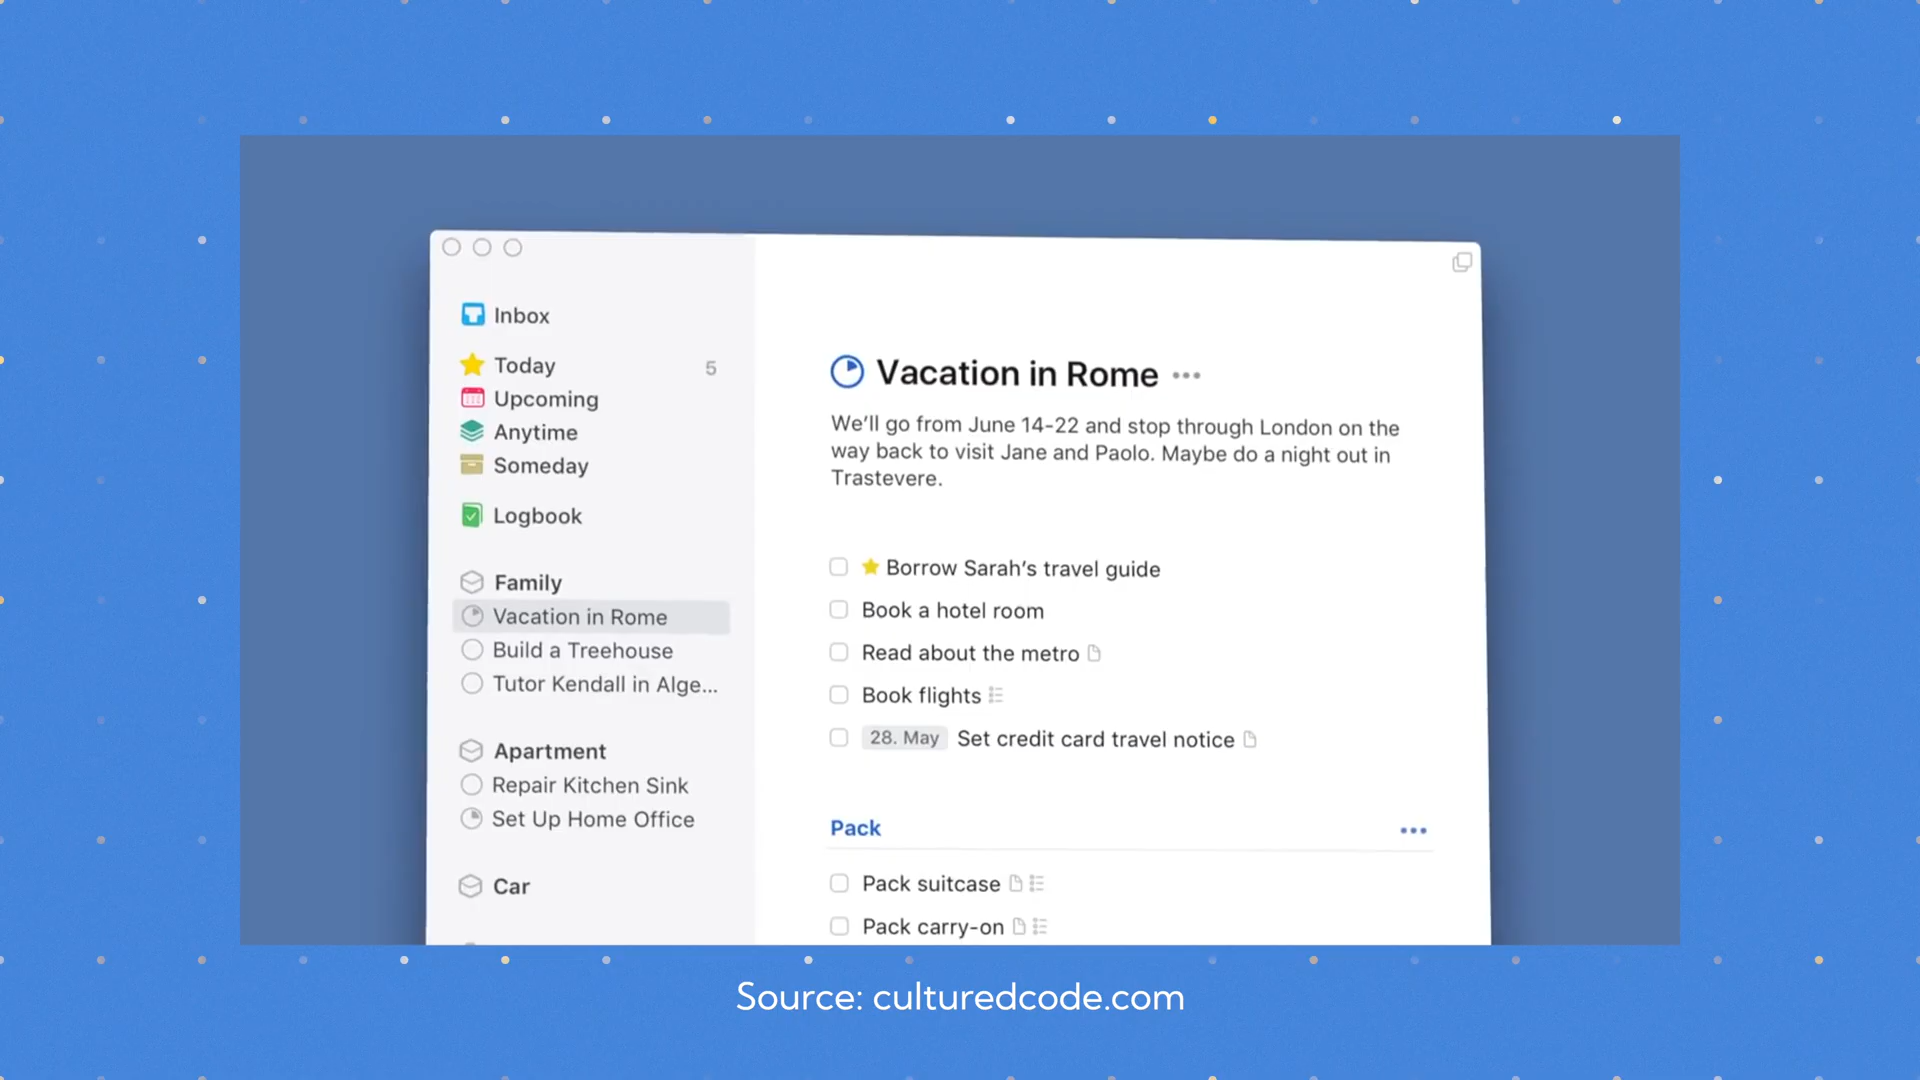 Inbox
Today 5
Upcoming
Anytime
Someday
Logbook
Family
Vacation in Rome
Build a Treehouse
Tutor Kendall in Alge...
Apartment
Repair Kitchen Sink
Set Up Home Office
Car
Vacation in Rome
We’ll go from June 14-22 and stop through London on the
way back to visit Jane and Paolo. Maybe do a night out in
Trastevere.
Borrow Sarah’s travel guide
Book a hotel room
Read about the metro
Book flights
28. May Set credit card travel notice
Pack
Pack suitcase
Pack carry-on
Source: culturedcode.com